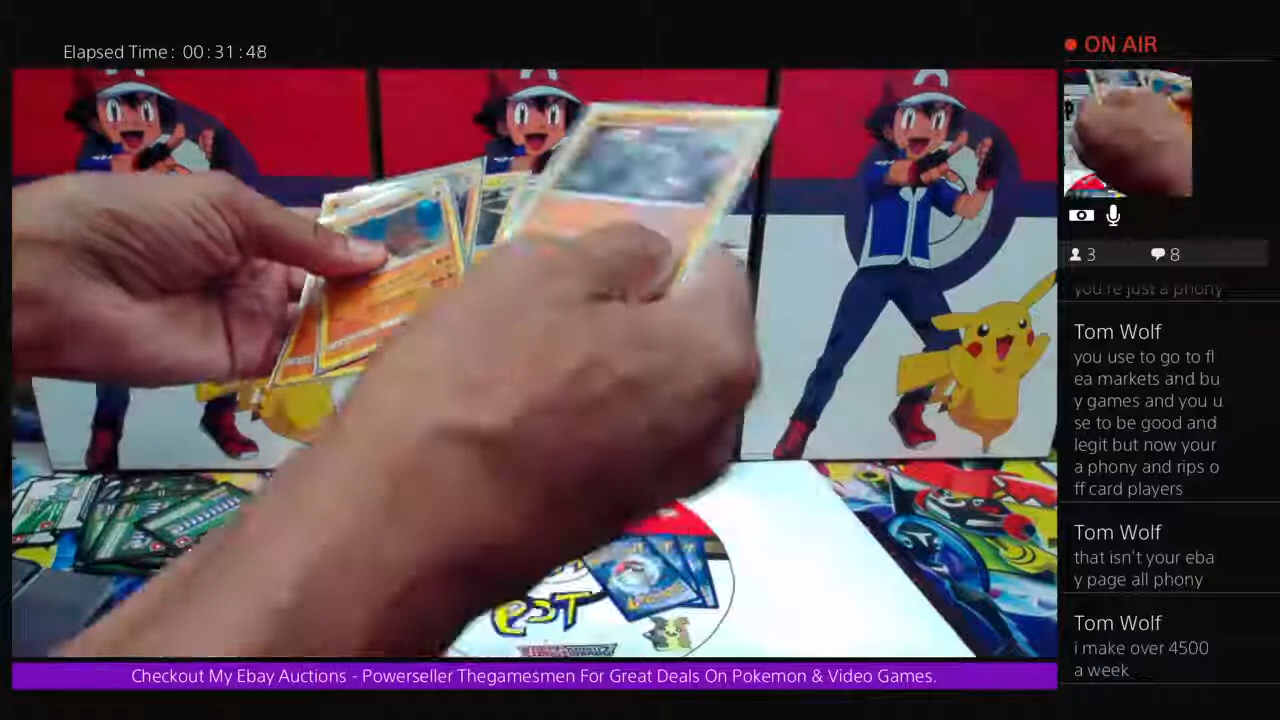 Elapsed Time: 00:31:48
ON AIR
3
8
you're just a phony
Tom Wolf
you use to go to fl
ea markets and bu
y games and you u
se to be good and
legit but now your
a phony and rips o
ff card players
Tom Wolf
that isn't your eba
y page all phony
Tom Wolf
i make over 4500
a week
TCG
Checkout My Ebay Auctions - Powerseller Thegamesmen For Great Deals On Pokemon & Video Games.